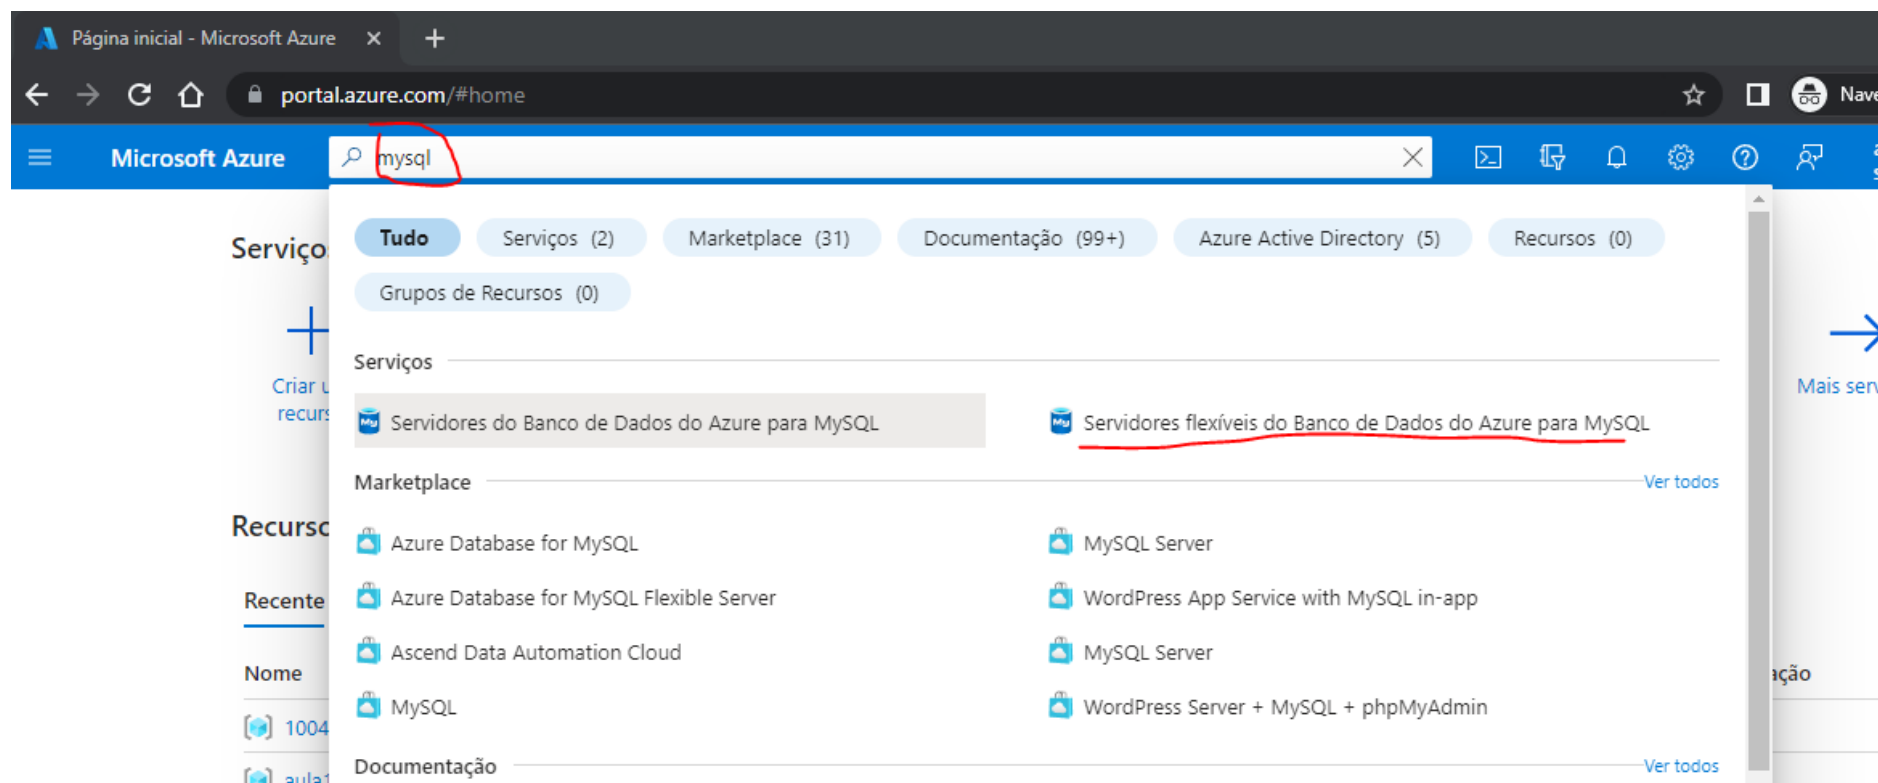 Página inicial - Microsoft Azure
portal.azure.com/#home
Microsoft Azure
mysql
Tudo Serviços (2) Marketplace (31) Documentação (99+) Azure Active Directory (5) Recursos (0)
Grupos de Recursos (0)
Serviços
Criar
Servidores do Banco de Dados do Azure para MySQL Servidores flexíveis do Banco de Dados do Azure para MySQL
Marketplace Ver todos
Azure Database for MySQL MySQL Server
Recente
Azure Database for MySQL Flexible Server WordPress App Service with MySQL in-app
Ascend Data Automation Cloud MySQL Server
Nome
MySQL WordPress Server + MySQL + phpMyAdmin
1004
Documentação Ver todos
Mais